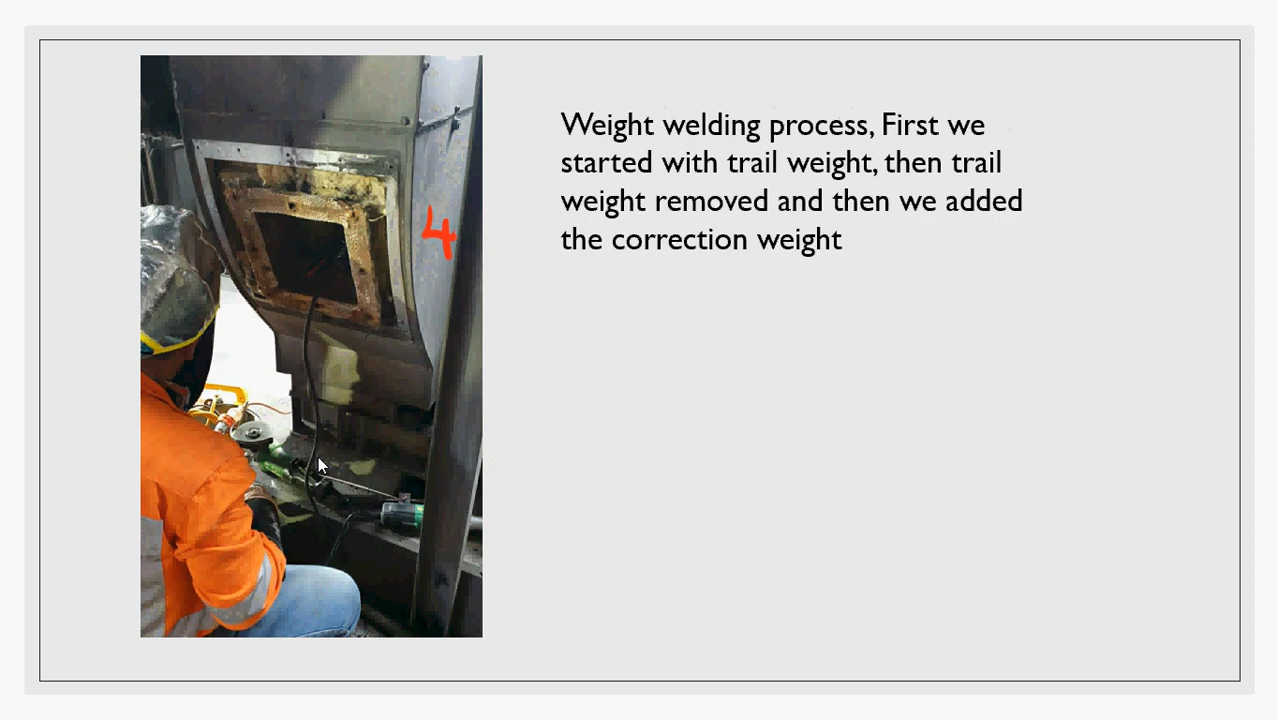 4
Weight welding process, First we
started with trail weight, then trail
weight removed and then we added
the correction weight